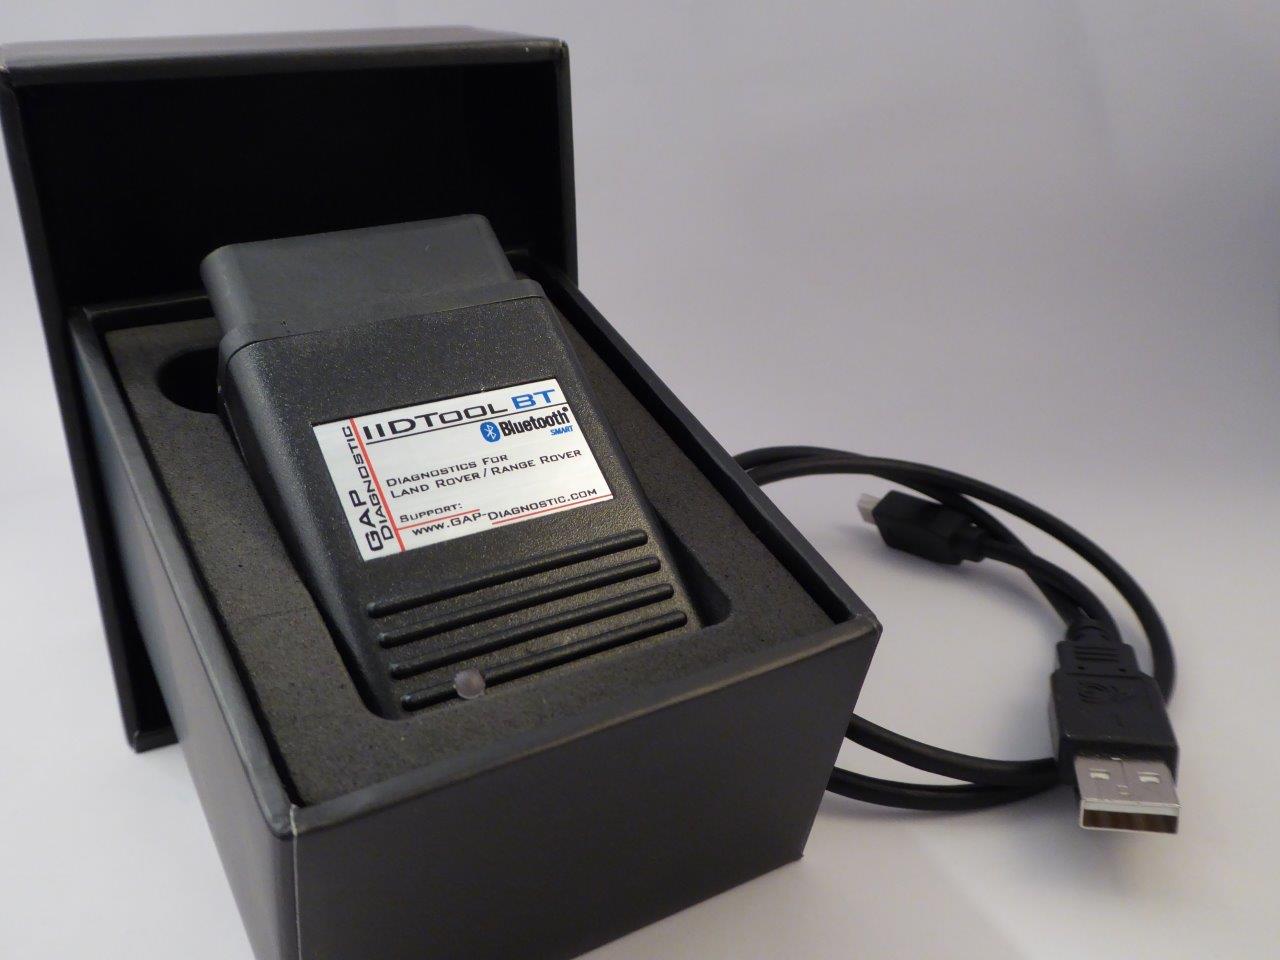 GAP
DIAGNOSTIC
IIDTOOL BT
Bluetooth
SMART
DIAGNOSTICS FOR
LAND ROVER / RANGE ROVER
SUPPORT:
WWW.GAP-DIAGNOSTIC.COM